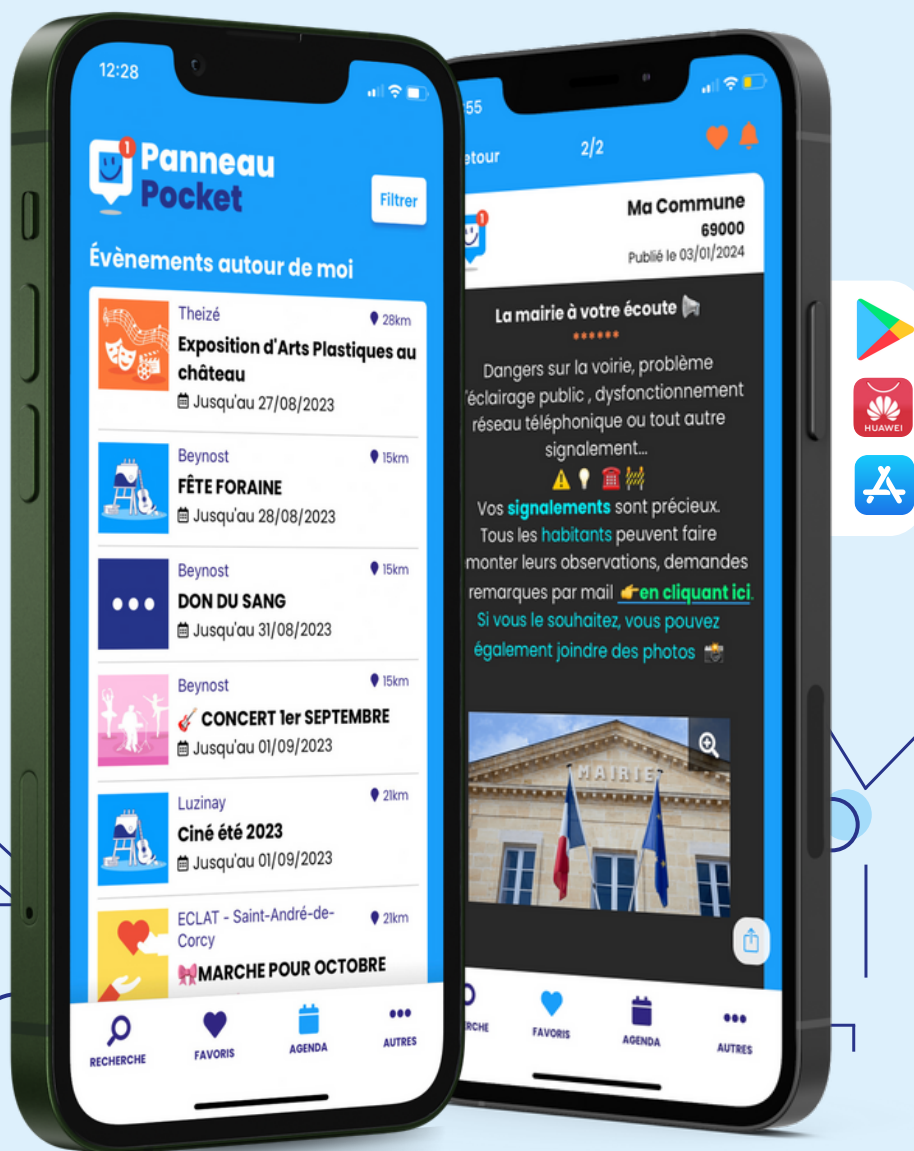 12:28
Panneau
Pocket
1
Filtrer
Évènements autour de moi
Theizé
28km
Exposition d'Arts Plastiques au
château
Jusqu'au 27/08/2023
Beynost
15km
FÊTE FORAINE
Jusqu'au 28/08/2023
Beynost
15km
DON DU SANG
Jusqu'au 31/08/2023
Beynost
15km
CONCERT 1er SEPTEMBRE
Jusqu'au 01/09/2023
Luzinay
21km
Ciné été 2023
Jusqu'au 01/09/2023
ECLAT - Saint-André-de-
Corcy
21km
MARCHE POUR OCTOBRE
RECHERCHE
FAVORIS
AGENDA
AUTRES
55
etour
2/2
1
Ma Commune
69000
Publié le 03/01/2024
La mairie à votre écoute
******
Dangers sur la voirie, problème
'éclairage public , dysfonctionnement
réseau téléphonique ou tout autre
signalement...
Vos signalements sont précieux.
Tous les habitants peuvent faire
monter leurs observations, demandes
remarques par mail en cliquant ici.
Si vous le souhaitez, vous pouvez
également joindre des photos
MAIRIE
RCHE
FAVORIS
AGENDA
AUTRES
HUAWEI